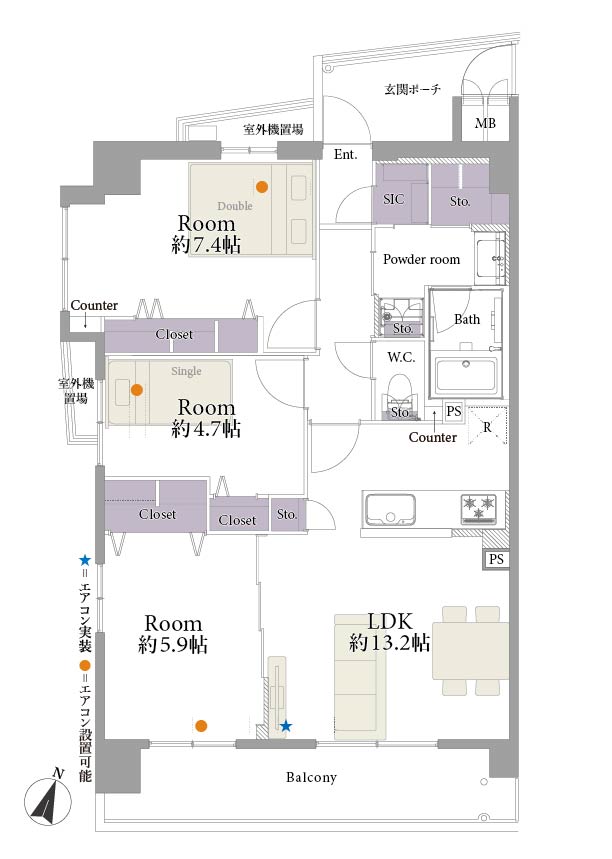 玄関ポーチ
MB
室外機置場
Ent.
SIC
Sto.
Double
Room
約7.4帖
Powder room
Counter
Closet
Sto.
Bath
W.C.
Single
室外機
置場
Room
約4.7帖
Sto.
PS
R
Counter
Closet
Closet
Sto.
PS
★=エアコン実装 ●=エアコン設置可能
Room
約5.9帖
LDK
約13.2帖
N
Balcony